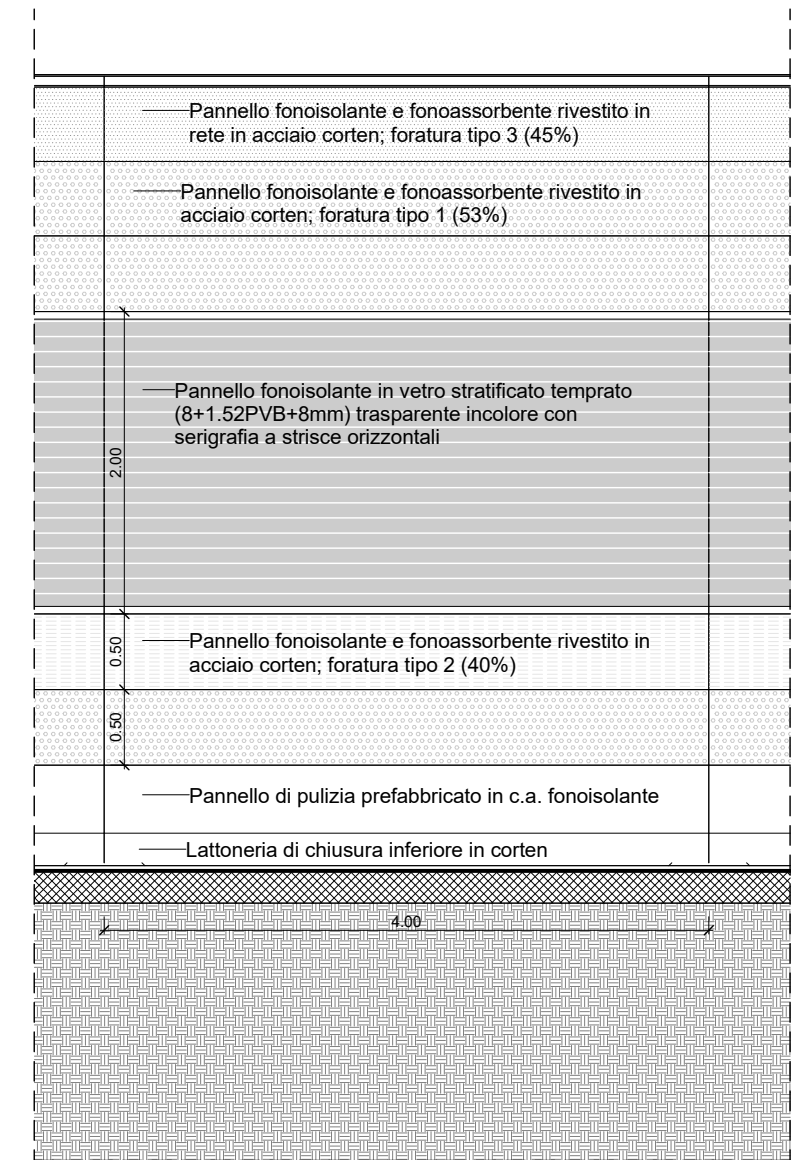 Pannello fonoisolante e fonoassorbente rivestito in
rete in acciaio corten; foratura tipo 3 (45%)
Pannello fonoisolante e fonoassorbente rivestito in
acciaio corten; foratura tipo 1 (53%)
Pannello fonoisolante in vetro stratificato temprato
(8+1.52PVB+8mm) trasparente incolore con
serigrafia a strisce orizzontali
2.00
Pannello fonoisolante e fonoassorbente rivestito in
acciaio corten; foratura tipo 2 (40%)
0.50
0.50
Pannello di pulizia prefabbricato in c.a. fonoisolante
Lattoneria di chiusura inferiore in corten
4.00